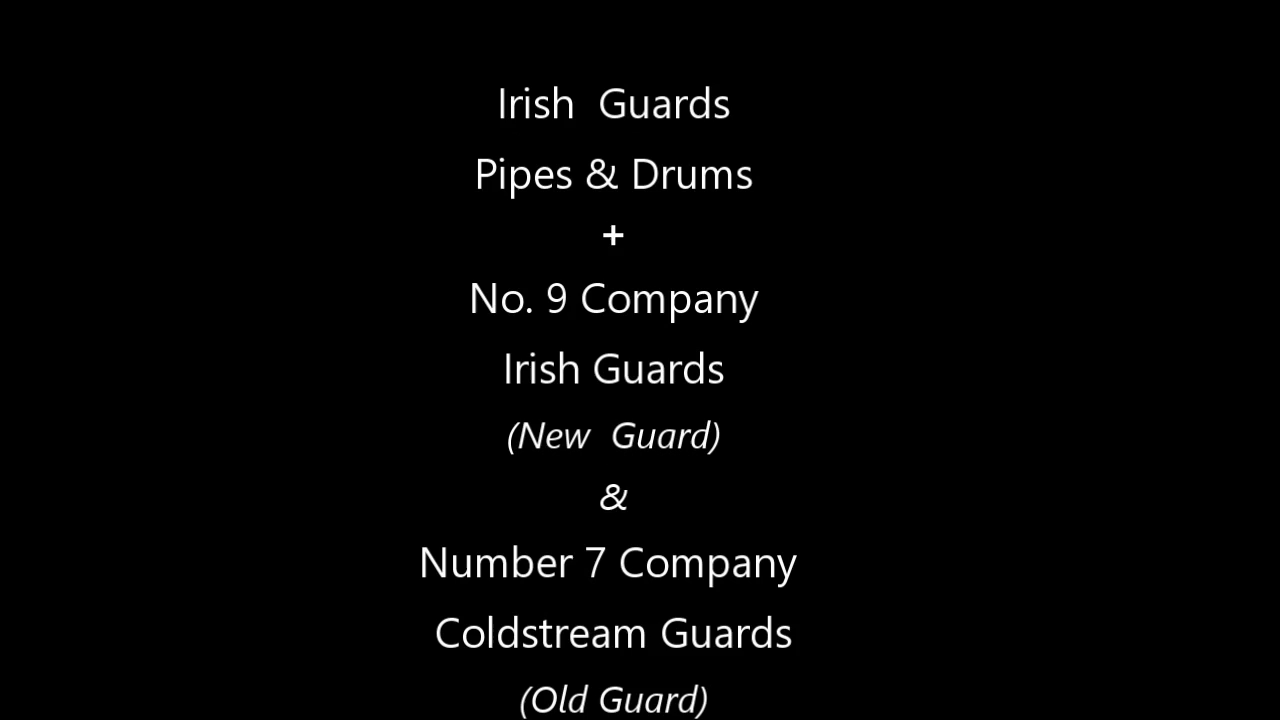 Irish  Guards
Pipes & Drums
+
No. 9 Company
Irish Guards
(New  Guard)
&
Number 7 Company
Coldstream Guards
(Old Guard)